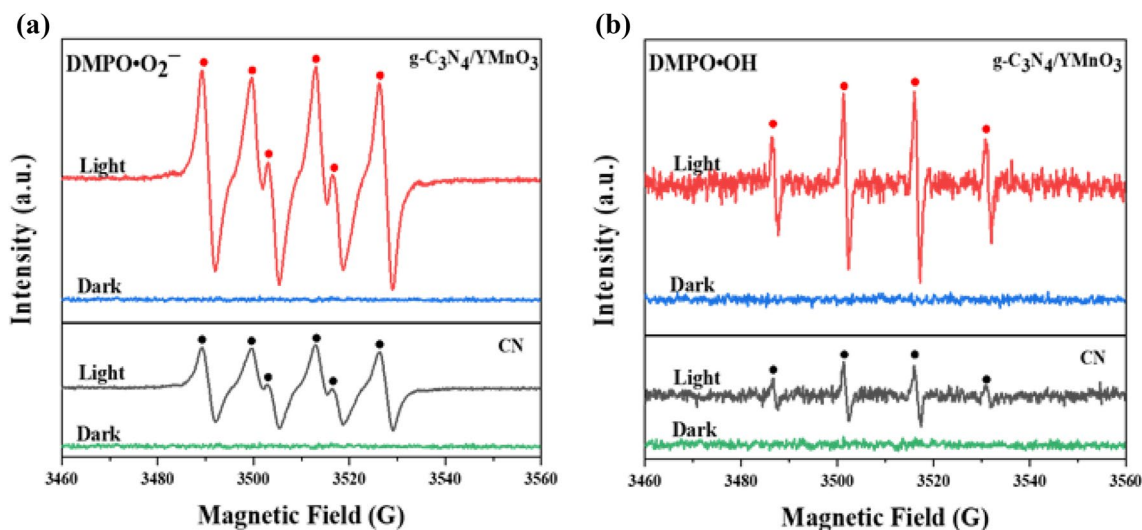 (a)
DMPO•O₂⁻
g-C₃N₄/YMnO₃
Light
Dark
CN
Light
Dark
Intensity (a.u.)
3460 3480 3500 3520 3540 3560
Magnetic Field (G)
(b)
DMPO•OH
g-C₃N₄/YMnO₃
Light
Dark
CN
Light
Dark
Intensity (a.u.)
3460 3480 3500 3520 3540 3560
Magnetic Field (G)